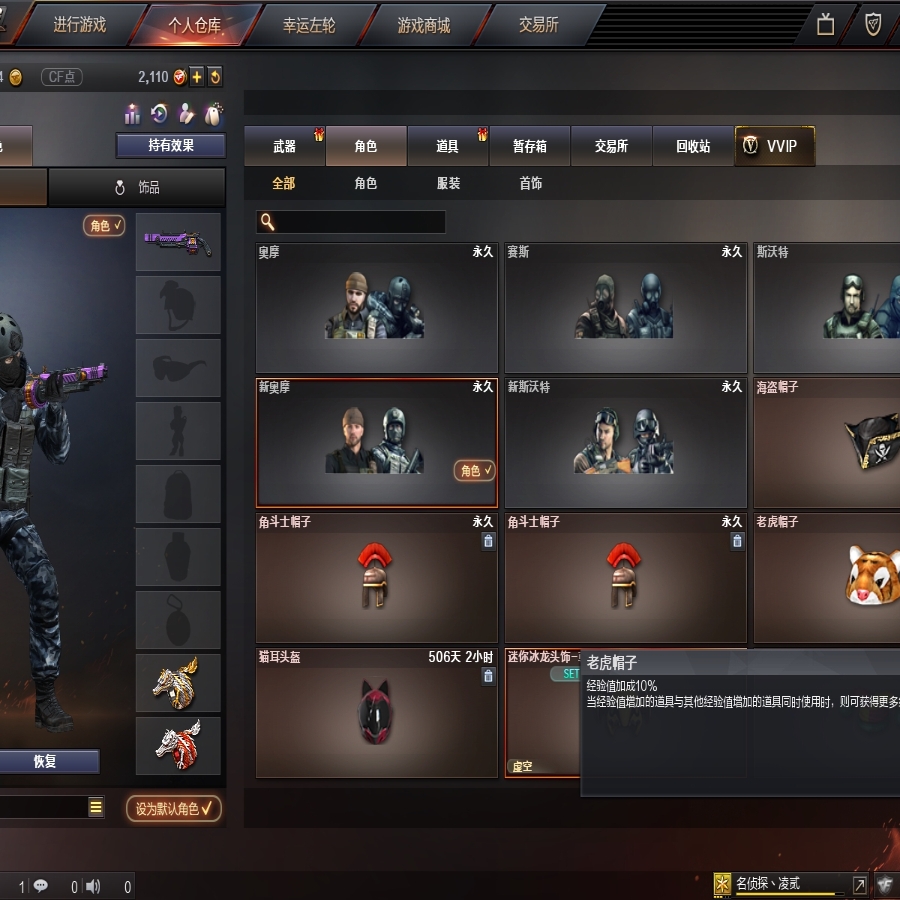 进行游戏
个人仓库
幸运左轮
游戏商城
交易所
4
CF点
2,110
持有效果
饰品
角色
武器
角色
道具
暂存箱
交易所
回收站
VVIP
全部
角色
服装
首饰
奥摩
永久
赛斯
永久
斯沃特
新奥摩
永久
角色
新斯沃特
永久
海盗帽子
角斗士帽子
永久
角斗士帽子
永久
老虎帽子
猫耳头盔
506天 2小时
迷你冰龙头饰-
SET
虚空
老虎帽子
经验值加成10%
当经验值增加的道具与其他经验值增加的道具同时使用时，则可获得更多
恢复
设为默认角色
1
0
0
名侦探丶凌贰